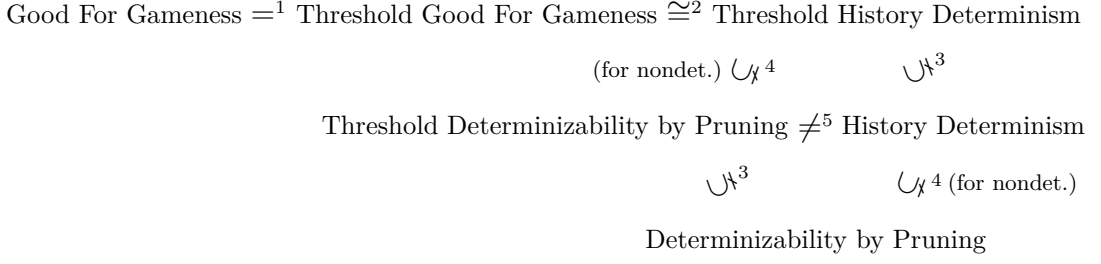 Good For Gameness =¹ Threshold Good For Gameness ≅² Threshold History Determinism
(for nondet.) ⊊⁴ ⊊³
Threshold Determinizability by Pruning ≠⁵ History Determinism
⊊³ ⊊⁴ (for nondet.)
Determinizability by Pruning